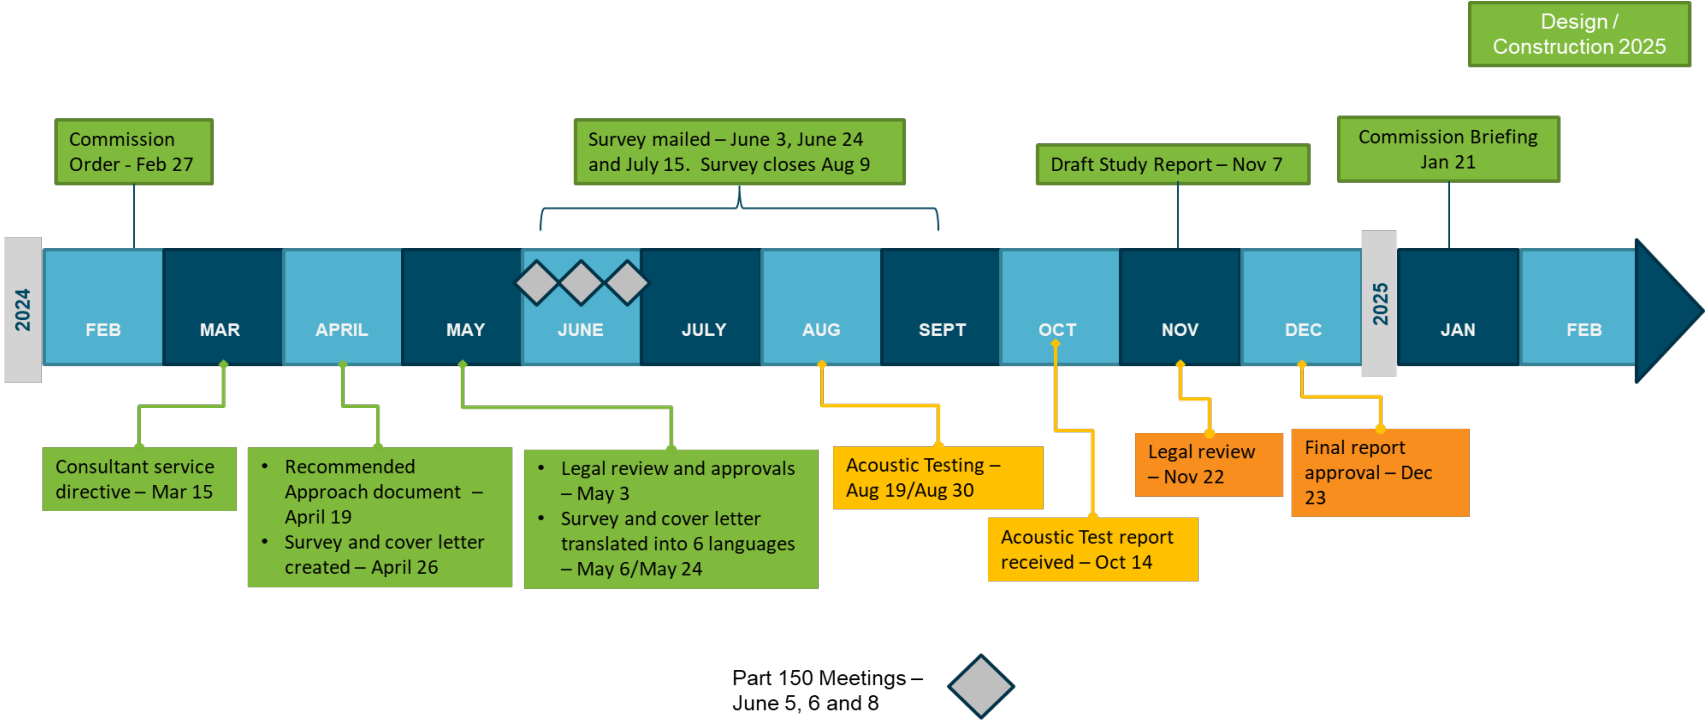 Design /
Construction 2025
Commission
Order - Feb 27
Survey mailed – June 3, June 24
and July 15.  Survey closes Aug 9
Draft Study Report – Nov 7
Commission Briefing
Jan 21
2024
FEB
MAR
APRIL
MAY
JUNE
JULY
AUG
SEPT
OCT
NOV
DEC
2025
JAN
FEB
Consultant service
directive – Mar 15
• Recommended
Approach document –
April 19
• Survey and cover letter
created – April 26
• Legal review and approvals
– May 3
• Survey and cover letter
translated into 6 languages
– May 6/May 24
Acoustic Testing –
Aug 19/Aug 30
Acoustic Test report
received – Oct 14
Legal review
– Nov 22
Final report
approval – Dec
23
Part 150 Meetings –
June 5, 6 and 8